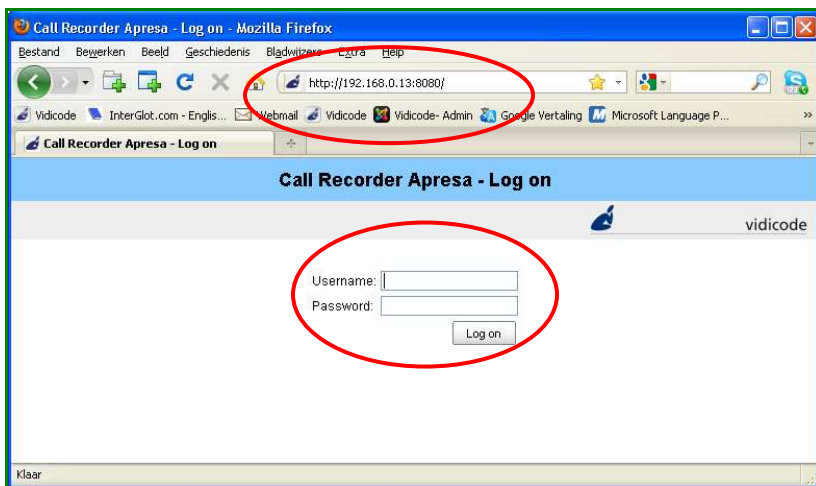 Call Recorder Apresa - Log on - Mozilla Firefox
Bestand Bewerken Beeld Geschiedenis Bladwijzers Extra Help
http://192.168.0.13:8080/
Vidicode InterGlot.com - Englis... Webmail Vidicode Vidicode- Admin Google Vertaling Microsoft Language P... »
Call Recorder Apresa - Log on
Call Recorder Apresa - Log on
vidicode
Username:
Password:
Log on
Klaar